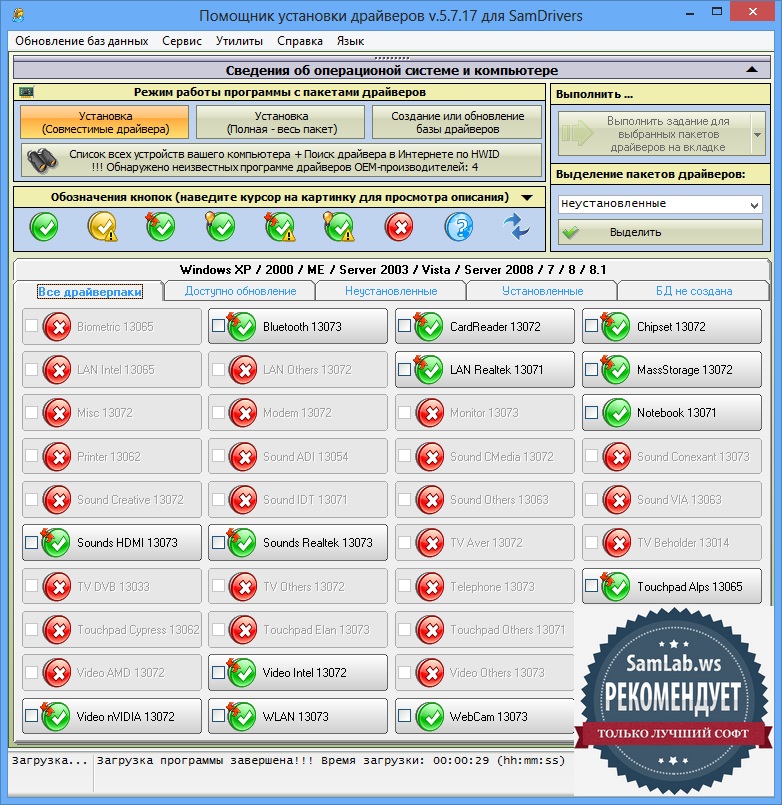 Помощник установки драйверов v.5.7.17 для SamDrivers
Обновление баз данных Сервис Утилиты Справка Язык
Сведения об операционой системе и компьютере
Режим работы программы с пакетами драйверов
Выполнить ...
Установка
(Совместимые драйвера)
Установка
(Полная - весь пакет)
Создание или обновление
базы драйверов
Выполнить задание для
выбранных пакетов
драйверов на вкладке
Список всех устройств вашего компьютера + Поиск драйвера в Интернете по HWID
!!! Обнаружено неизвестных программе драйверов OEM-производителей: 4
Выделение пакетов драйверов:
Обозначения кнопок (наведите курсор на картинку для просмотра описания)
Неустановленные
Выделить
Windows XP / 2000 / ME / Server 2003 / Vista / Server 2008 / 7 / 8 / 8.1
Все драйверпаки Доступно обновление Неустановленные Установленные БД не создана
Biometric 13065 Bluetooth 13073 CardReader 13072 Chipset 13072
LAN Intel 13065 LAN Others 13072 LAN Realtek 13071 MassStorage 13072
Misc 13072 Modem 13072 Monitor 13073 Notebook 13071
Printer 13062 Sound ADI 13054 Sound CMedia 13072 Sound Conexant 13073
Sound Creative 13072 Sound IDT 13071 Sound Others 13063 Sound VIA 13063
Sounds HDMI 13073 Sounds Realtek 13073 TV Aver 13072 TV Beholder 13014
TV DVB 13033 TV Others 13072 Telephone 13073 Touchpad Alps 13065
Touchpad Cypress 13062 Touchpad Elan 13073 Touchpad Others 13071
Video AMD 13072 Video Intel 13072 Video Others 13073
Video nVIDIA 13072 WLAN 13073 WebCam 13073
SamLab.ws
РЕКОМЕНДУЕТ
ТОЛЬКО ЛУЧШИЙ СОФТ
Загрузка... Загрузка программы завершена!!! Время загрузки: 00:00:29 (hh:mm:ss)